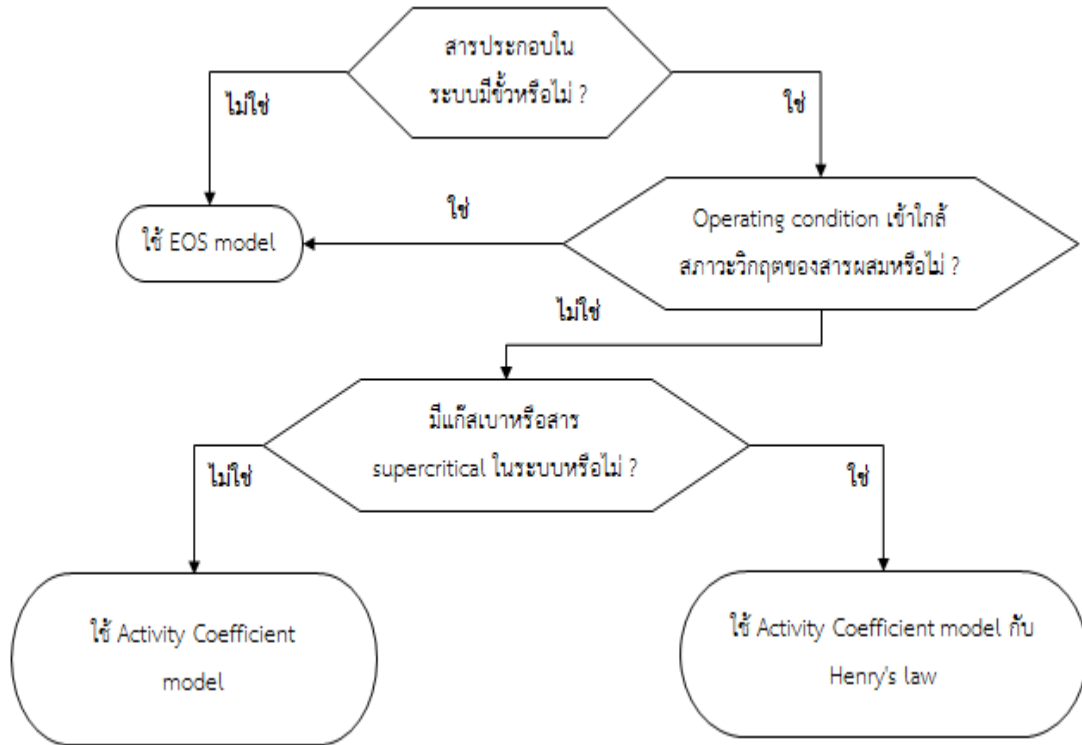 สารประกอบใน
ระบบมีขั้วหรือไม่ ?
ไม่ใช่
ใช่
ใช้ EOS model
ใช่
Operating condition เข้าใกล้
สภาวะวิกฤตของสารผสมหรือไม่ ?
ไม่ใช่
มีแก๊สเบาหรือสาร
supercritical ในระบบหรือไม่ ?
ไม่ใช่
ใช่
ใช้ Activity Coefficient
model
ใช้ Activity Coefficient model กับ
Henry's law